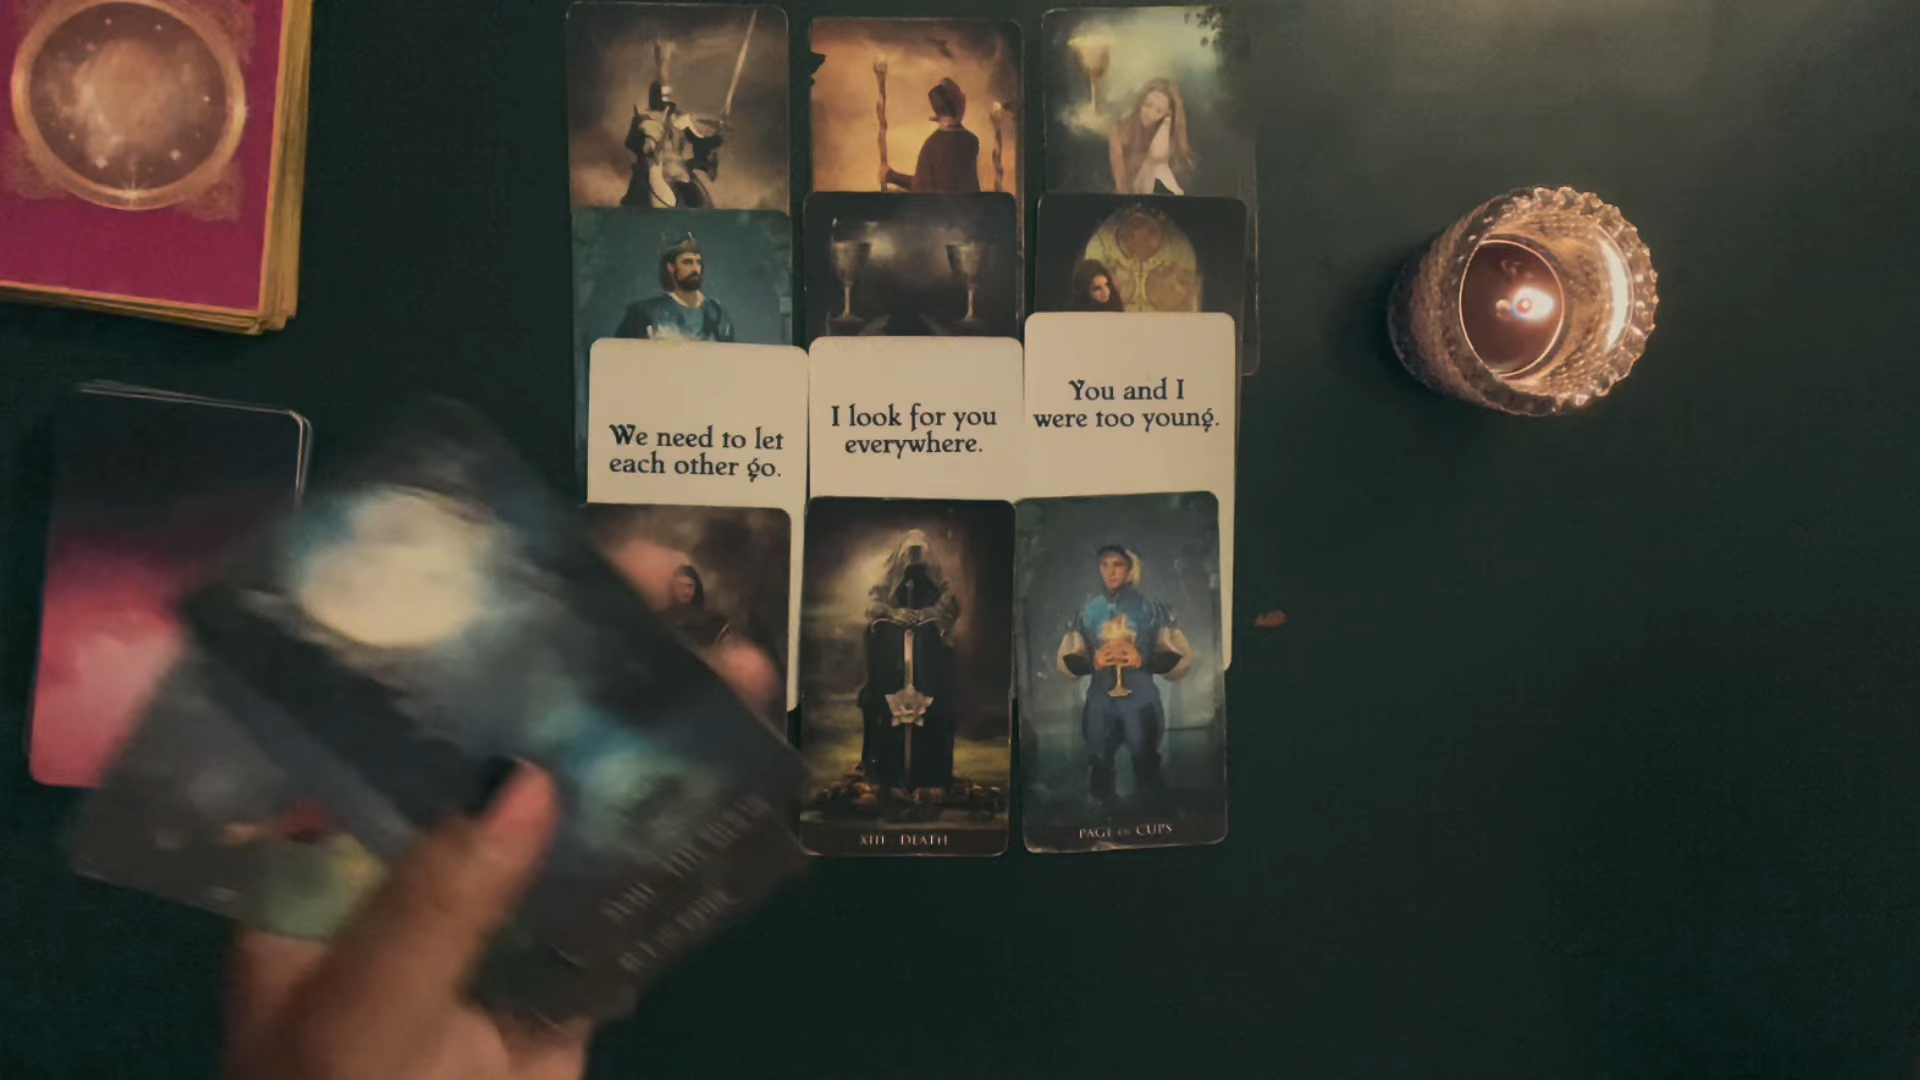 We need to let
each other go.
I look for you
everywhere.
You and I
were too young.
XIII DEATH
PAGE OF CUPS